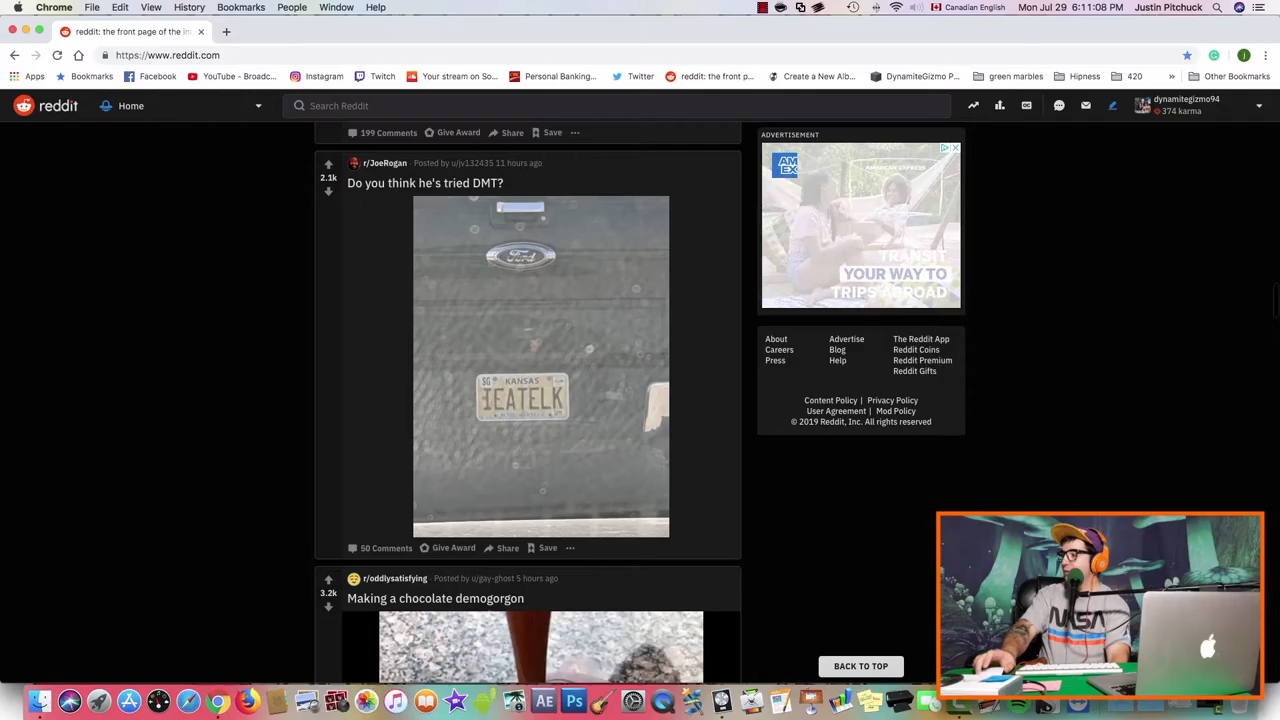 Chrome File Edit View History Bookmarks People Window Help Canadian English Mon Jul 29 6:11:08 PM Justin Pitchuck
reddit: the front page of the in
https://www.reddit.com
Apps Bookmarks Facebook YouTube - Broadc... Instagram Twitch Your stream on So... Personal Banking... Twitter reddit: the front p... Create a New Alb... DynamiteGizmo P... green marbles Hipness 420 » Other Bookmarks
reddit Home Search Reddit dynamitegizmo94
374 karma
199 Comments Give Award Share Save
r/JoeRogan · Posted by u/jv132435 11 hours ago
2.1k
Do you think he's tried DMT?
Ford
SG KANSAS
IEATELK
50 Comments Give Award Share Save
r/oddlysatisfying · Posted by u/gay-ghost 5 hours ago
3.2k
Making a chocolate demogorgon
ADVERTISEMENT
AM
EX
AMERICAN EXPRESS
TRANSIT
YOUR WAY TO
TRIPS ABROAD
About Advertise The Reddit App
Careers Blog Reddit Coins
Press Help Reddit Premium
Reddit Gifts
Content Policy | Privacy Policy
User Agreement | Mod Policy
© 2019 Reddit, Inc. All rights reserved
BACK TO TOP
NASA
AE Ps